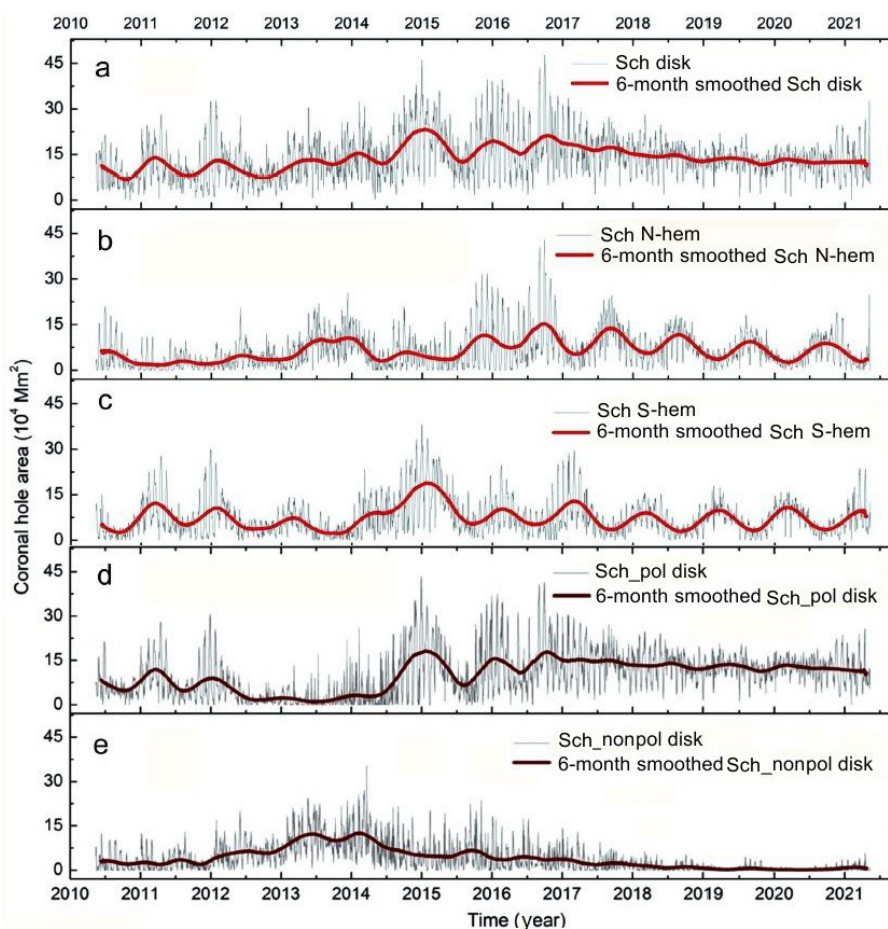 2010 2011 2012 2013 2014 2015 2016 2017 2018 2019 2020 2021
a
Sch disk
6-month smoothed Sch disk
45
30
15
0
b
Sch N-hem
6-month smoothed Sch N-hem
45
30
15
0
c
Sch S-hem
6-month smoothed Sch S-hem
45
30
15
0
d
Sch_pol disk
6-month smoothed Sch_pol disk
45
30
15
0
e
Sch_nonpol disk
6-month smoothed Sch_nonpol disk
45
30
15
0
Coronal hole area (10⁴ Mm²)
2010 2011 2012 2013 2014 2015 2016 2017 2018 2019 2020 2021
Time (year)